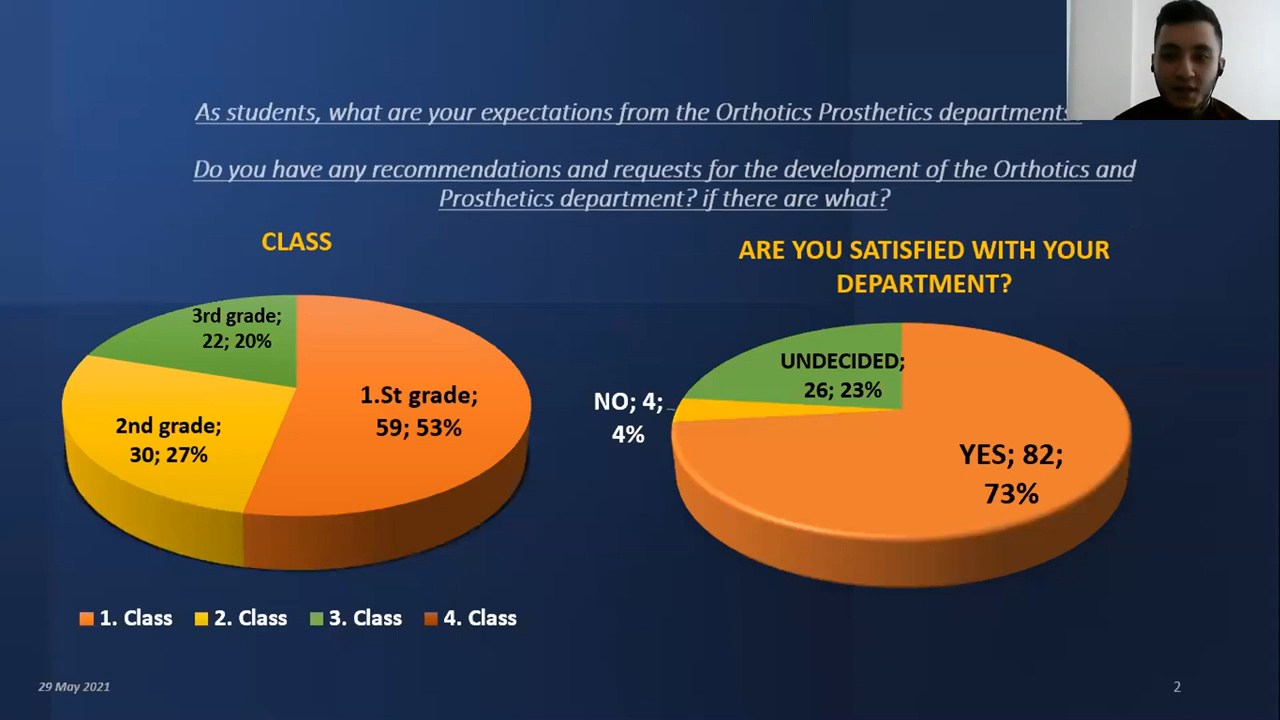 As students, what are your expectations from the Orthotics Prosthetics departments
Do you have any recommendations and requests for the development of the Orthotics and
Prosthetics department? if there are what?
CLASS
3rd grade;
22; 20%
1.St grade;
59; 53%
2nd grade;
30; 27%
1. Class
2. Class
3. Class
4. Class
ARE YOU SATISFIED WITH YOUR
DEPARTMENT?
UNDECIDED;
26; 23%
NO; 4;
4%
YES; 82;
73%
29 May 2021
2